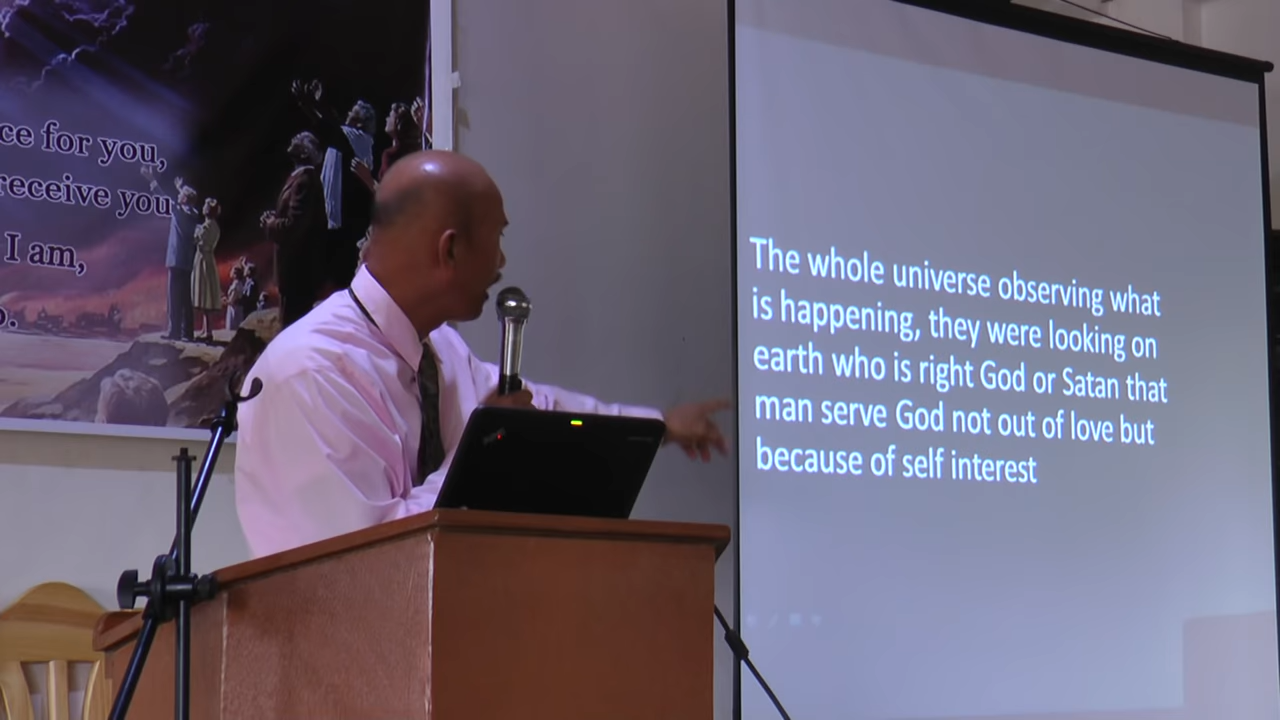 ce for you,
receive you
I am,
o.
The whole universe observing what
is happening, they were looking on
earth who is right God or Satan that
man serve God not out of love but
because of self interest